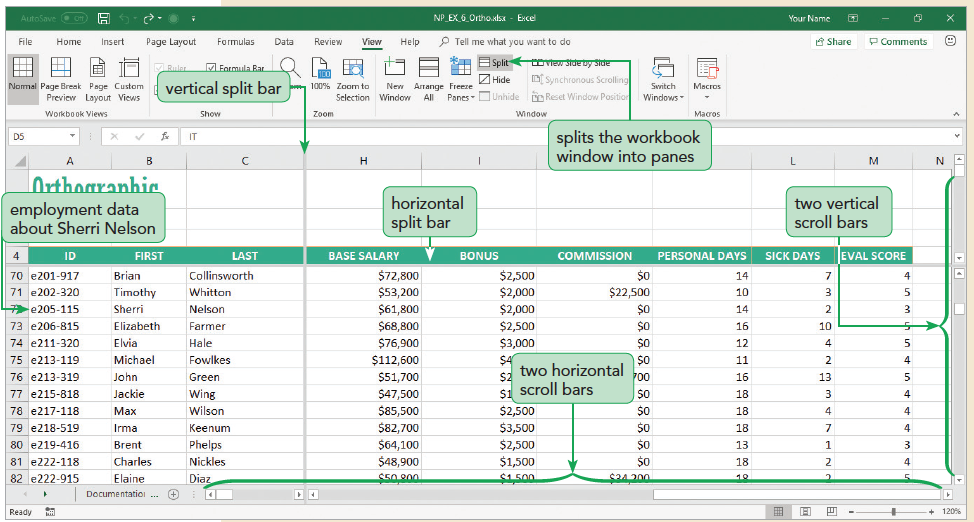 AutoSave Off NP_EX_6_Ortho.xlsx - Excel Your Name
File Home Insert Page Layout Formulas Data Review View Help Tell me what you want to do Share Comments
Ruler Formula Bar Split View Side by Side
Hide Synchronous Scrolling
Unhide Reset Window Position
Normal Page Break Page Custom 100% Zoom to New Arrange Freeze Switch Macros
Preview Layout Views Selection Window All Panes Windows
Workbook Views Show Zoom Window Macros
vertical split bar
splits the workbook
window into panes
D5 fx IT
A B C H I L M N
Orthographic
employment data
about Sherri Nelson
horizontal
split bar
two vertical
scroll bars
4 ID FIRST LAST BASE SALARY BONUS COMMISSION PERSONAL DAYS SICK DAYS EVAL SCORE
70 e201-917 Brian Collinsworth $72,800 $2,500 $0 14 7 4
71 e202-320 Timothy Whitton $53,200 $2,000 $22,500 10 3 5
72 e205-115 Sherri Nelson $61,800 $2,000 $0 14 2 3
73 e206-815 Elizabeth Farmer $68,800 $2,500 $0 16 10 5
74 e211-320 Elvia Hale $76,900 $3,000 $0 12 4 5
75 e213-119 Michael Fowlkes $112,600 $0 11 2 4
76 e213-319 John Green $51,700 16 13 5
77 e215-818 Jackie Wing $47,500 $0 18 3 4
78 e217-118 Max Wilson $85,500 $2,500 $0 18 4 4
79 e218-519 Irma Keenum $82,700 $3,500 $0 18 7 4
80 e219-416 Brent Phelps $64,100 $2,500 $0 13 1 3
81 e222-118 Charles Nickles $48,900 $1,500 $0 18 2 4
82 e222-915 Elaine Diaz $50,800 $1,500 $34,200 18 2 5
two horizontal
scroll bars
Documentation ...
Ready 120%